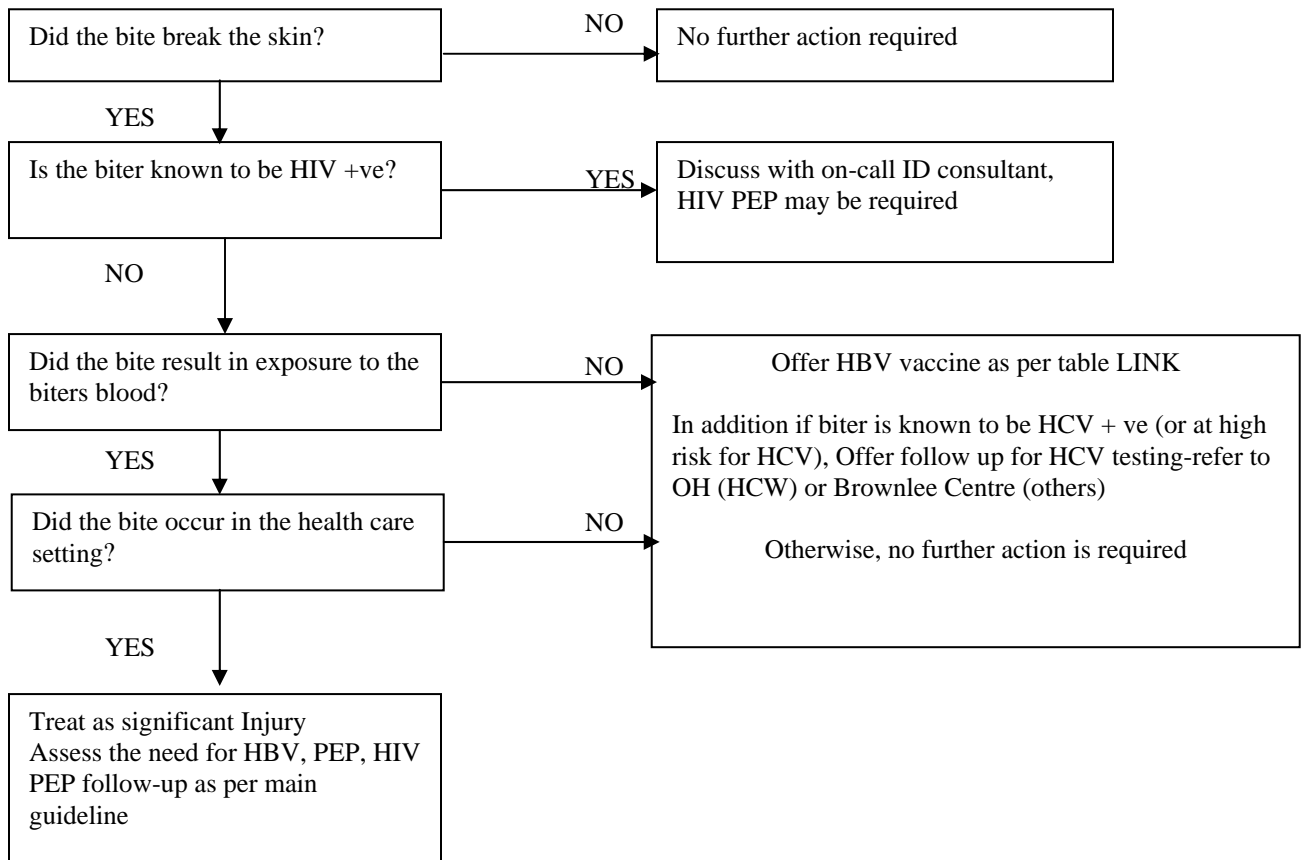 Did the bite break the skin?
NO
No further action required
YES
Is the biter known to be HIV +ve?
YES
Discuss with on-call ID consultant,
HIV PEP may be required
NO
Did the bite result in exposure to the
biters blood?
NO
Offer HBV vaccine as per table LINK
In addition if biter is known to be HCV + ve (or at high
risk for HCV), Offer follow up for HCV testing-refer to
OH (HCW) or Brownlee Centre (others)
Otherwise, no further action is required
YES
Did the bite occur in the health care
setting?
NO
YES
Treat as significant Injury
Assess the need for HBV, PEP, HIV
PEP follow-up as per main
guideline